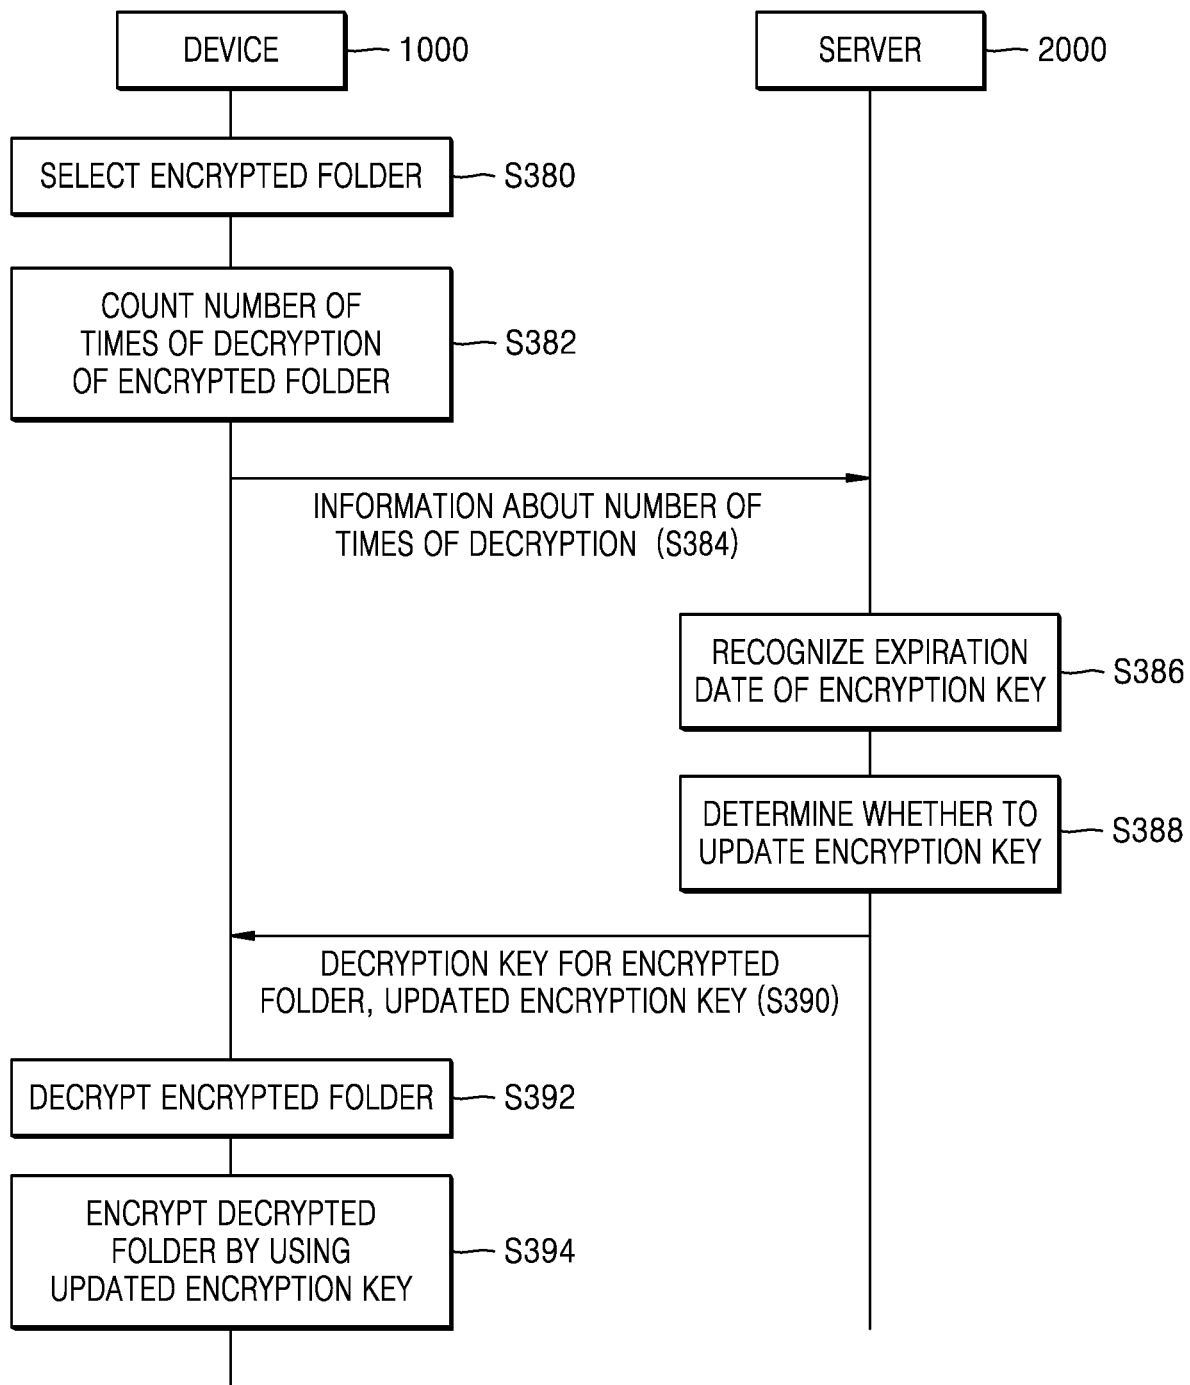 DEVICE
1000
SERVER
2000
SELECT ENCRYPTED FOLDER
S380
COUNT NUMBER OF
TIMES OF DECRYPTION
OF ENCRYPTED FOLDER
S382
INFORMATION ABOUT NUMBER OF
TIMES OF DECRYPTION (S384)
RECOGNIZE EXPIRATION
DATE OF ENCRYPTION KEY
S386
DETERMINE WHETHER TO
UPDATE ENCRYPTION KEY
S388
DECRYPTION KEY FOR ENCRYPTED
FOLDER, UPDATED ENCRYPTION KEY (S390)
DECRYPT ENCRYPTED FOLDER
S392
ENCRYPT DECRYPTED
FOLDER BY USING
UPDATED ENCRYPTION KEY
S394